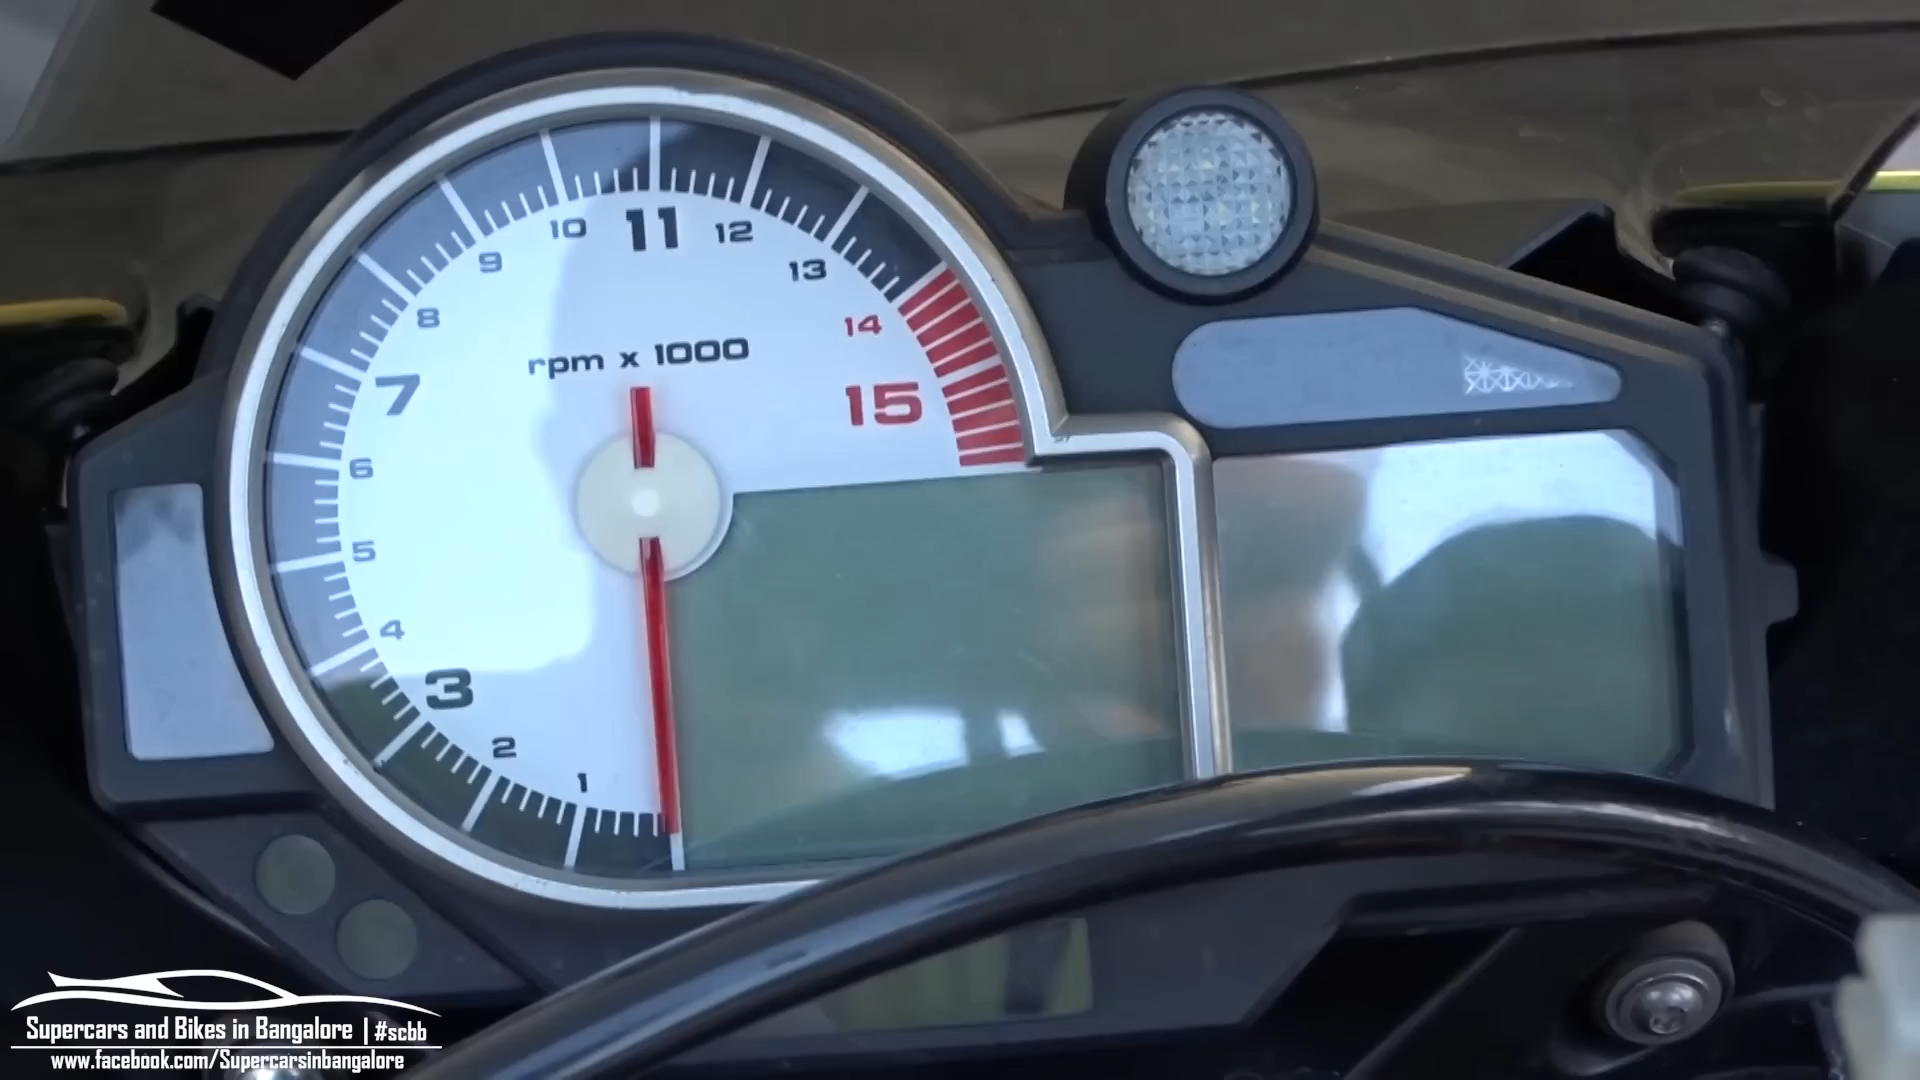 10 11 12
9 13
8 14
rpm x 1000
7 15
6
5
4
3
2
1
Supercars and Bikes in Bangalore | #scbb
www.facebook.com/Supercarsinbangalore